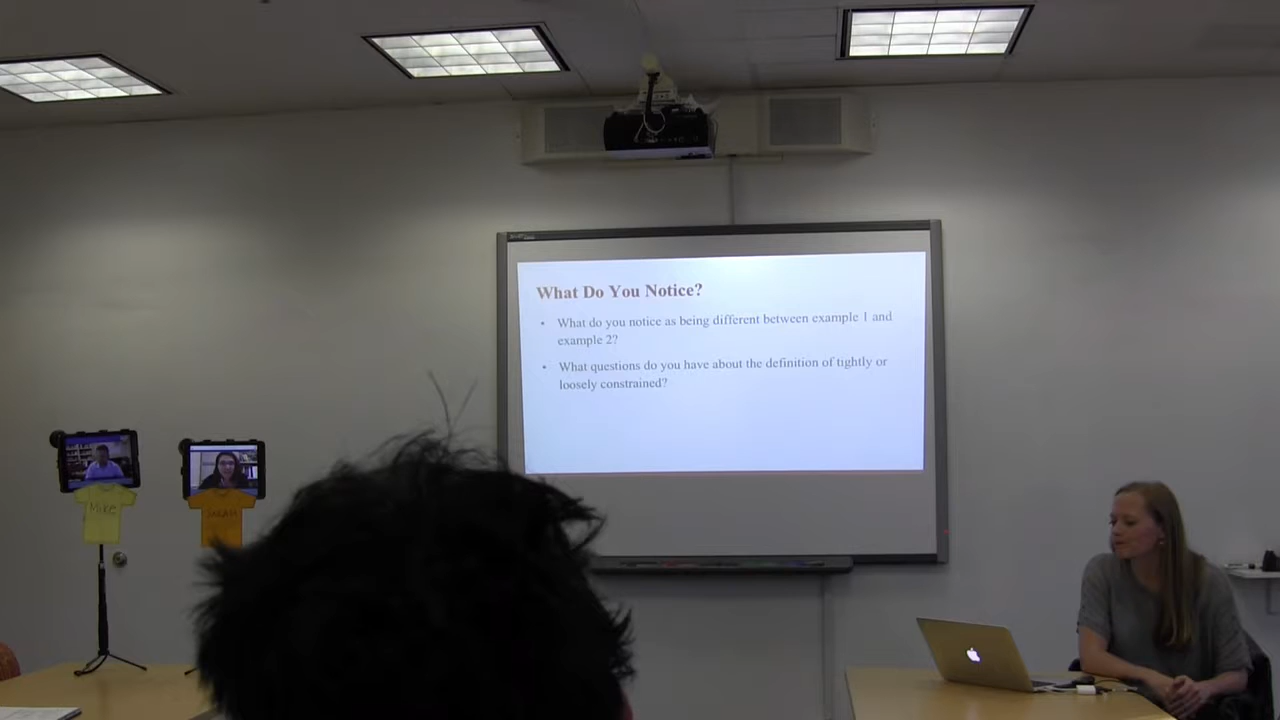 What Do You Notice?
• What do you notice as being different between example 1 and
example 2?
• What questions do you have about the definition of tightly or
loosely constrained?
Mike